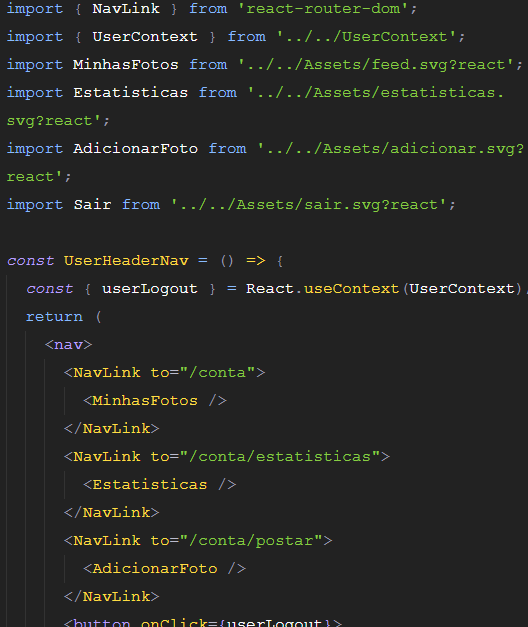 import { NavLink } from 'react-router-dom';
import { UserContext } from '../../UserContext';
import MinhasFotos from '../../Assets/feed.svg?react';
import Estatisticas from '../../Assets/estatisticas.
svg?react';
import AdicionarFoto from '../../Assets/adicionar.svg?
react';
import Sair from '../../Assets/sair.svg?react';
const UserHeaderNav = () => {
const { userLogout } = React.useContext(UserContext)
return (
<nav>
<NavLink to="/conta">
<MinhasFotos />
</NavLink>
<NavLink to="/conta/estatisticas">
<Estatisticas />
</NavLink>
<NavLink to="/conta/postar">
<AdicionarFoto />
</NavLink>
<button onClick={userLogout}>